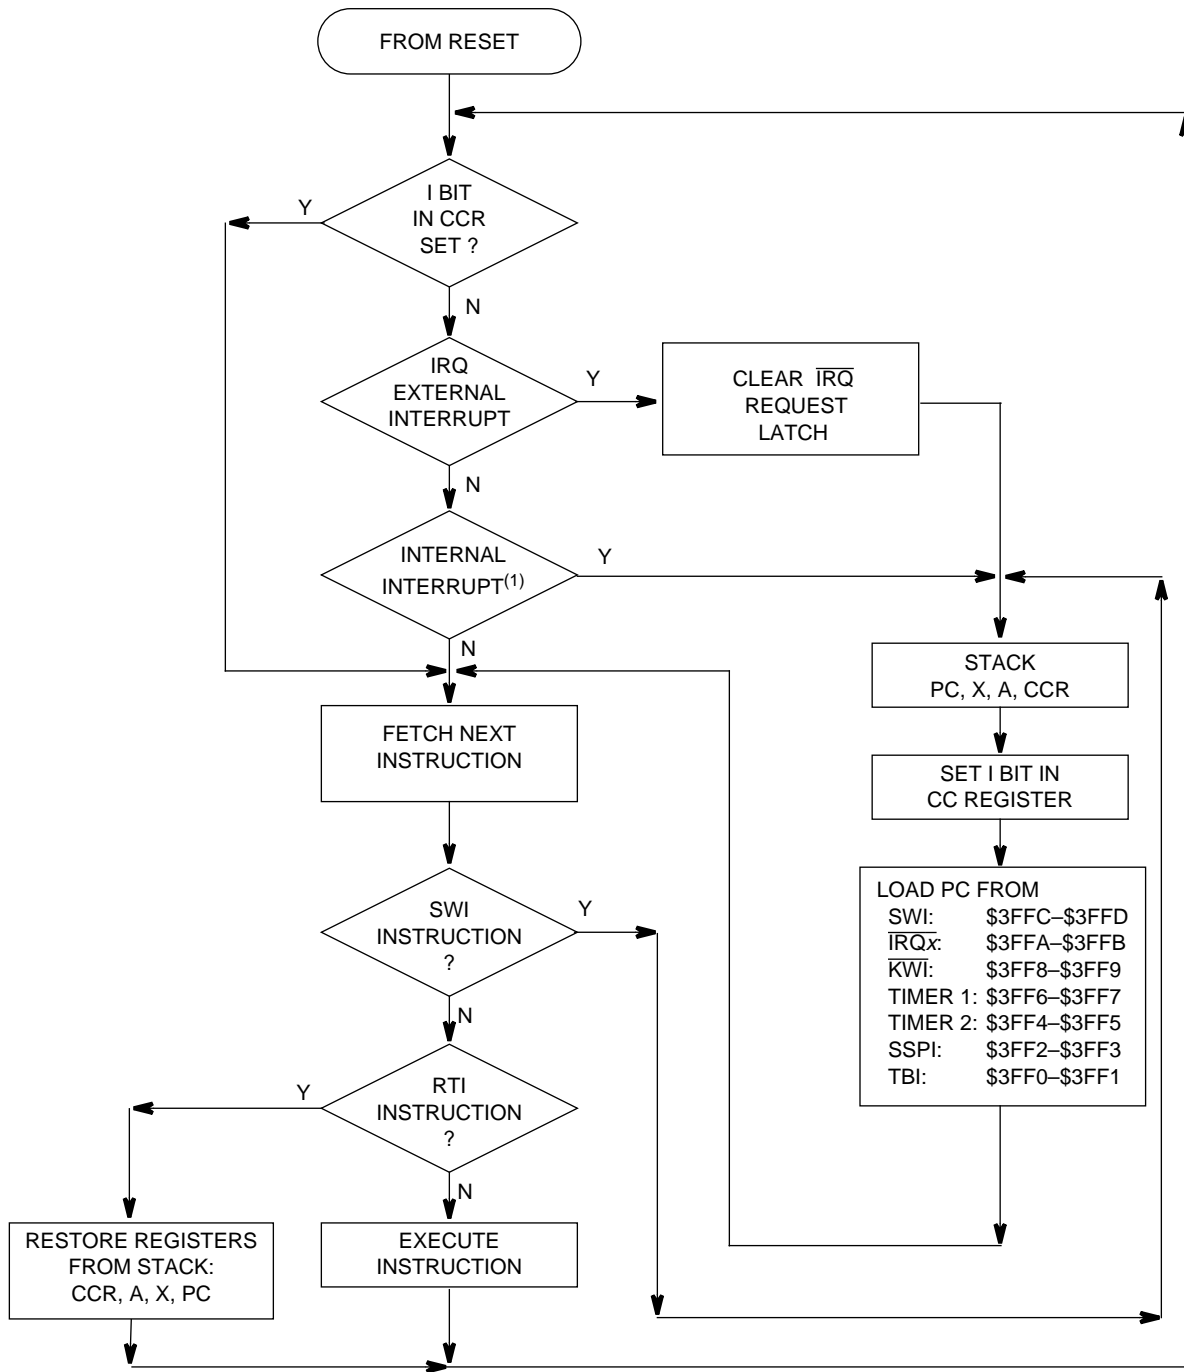 FROM RESET
I BIT
IN CCR
SET ?
Y
N
IRQ
EXTERNAL
INTERRUPT
Y
CLEAR IRQ
REQUEST
LATCH
N
INTERNAL
INTERRUPT(1)
Y
N
STACK
PC, X, A, CCR
FETCH NEXT
INSTRUCTION
SET I BIT IN
CC REGISTER
SWI
INSTRUCTION
?
Y
LOAD PC FROM
SWI: $3FFC–$3FFD
IRQx: $3FFA–$3FFB
KWI: $3FF8–$3FF9
TIMER 1: $3FF6–$3FF7
TIMER 2: $3FF4–$3FF5
SSPI: $3FF2–$3FF3
TBI: $3FF0–$3FF1
N
RTI
INSTRUCTION
?
Y
N
RESTORE REGISTERS
FROM STACK:
CCR, A, X, PC
EXECUTE
INSTRUCTION